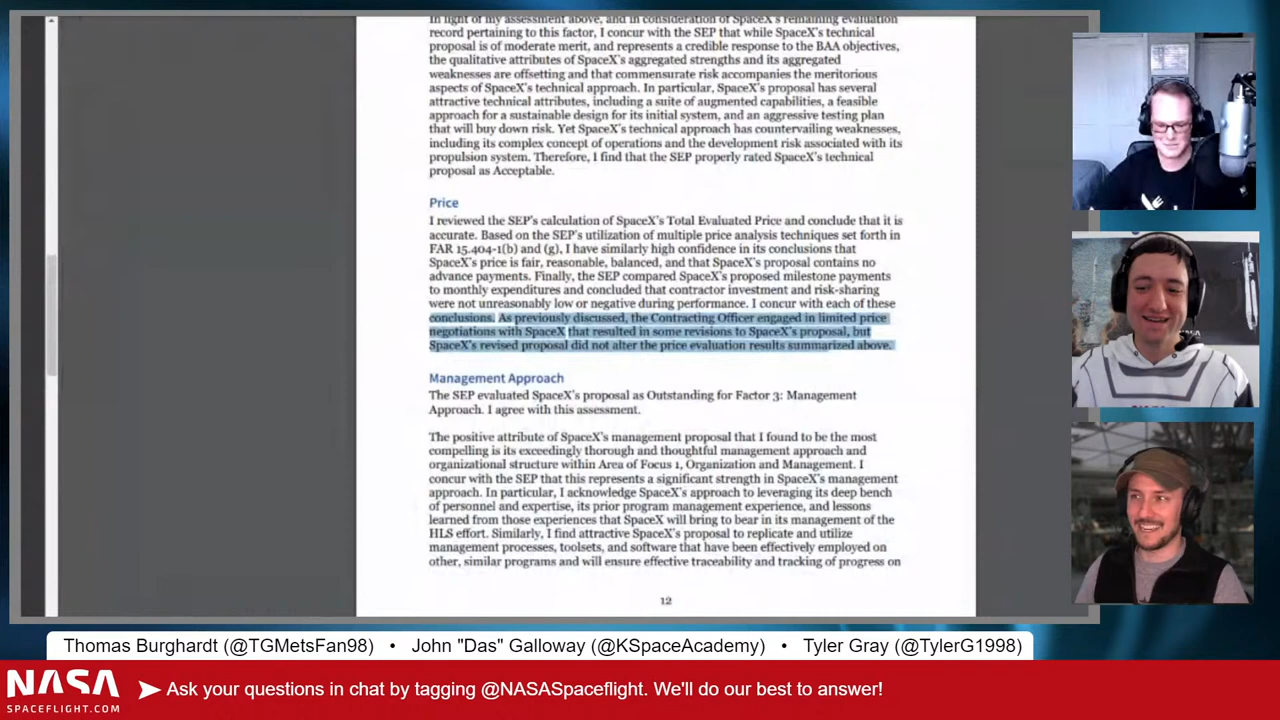 In light of my assessment above, and in consideration of SpaceX's remaining evaluation
record pertaining to this factor, I concur with the SEP that while SpaceX's technical
proposal is of moderate merit, and represents a credible response to the BAA objectives,
the qualitative attributes of SpaceX's aggregated strengths and its aggregated
weaknesses are offsetting and that commensurate risk accompanies the meritorious
aspects of SpaceX's technical approach. In particular, SpaceX's proposal has several
attractive technical attributes, including a suite of augmented capabilities, a feasible
approach for a sustainable design for its initial system, and an aggressive testing plan
that will buy down risk. Yet SpaceX's technical approach has countervailing weaknesses,
including its complex concept of operations and the development risk associated with its
propulsion system. Therefore, I find that the SEP properly rated SpaceX's technical
proposal as Acceptable.
Price
I reviewed the SEP's calculation of SpaceX's Total Evaluated Price and conclude that it is
accurate. Based on the SEP's utilization of multiple price analysis techniques set forth in
FAR 15.404-1(b) and (g), I have similarly high confidence in its conclusions that
SpaceX's price is fair, reasonable, balanced, and that SpaceX's proposal contains no
advance payments. Finally, the SEP compared SpaceX's proposed milestone payments
to monthly expenditures and concluded that contractor investment and risk-sharing
were not unreasonably low or negative during performance. I concur with each of these
conclusions. As previously discussed, the Contracting Officer engaged in limited price
negotiations with SpaceX that resulted in some revisions to SpaceX's proposal, but
SpaceX's revised proposal did not alter the price evaluation results summarized above.
Management Approach
The SEP evaluated SpaceX's proposal as Outstanding for Factor 3: Management
Approach. I agree with this assessment.
The positive attribute of SpaceX's management proposal that I found to be the most
compelling is its exceedingly thorough and thoughtful management approach and
organizational structure within Area of Focus 1, Organization and Management. I
concur with the SEP that this represents a significant strength in SpaceX's management
approach. In particular, I acknowledge SpaceX's approach to leveraging its deep bench
of personnel and expertise, its prior program management experience, and lessons
learned from those experiences that SpaceX will bring to bear in its management of the
HLS effort. Similarly, I find attractive SpaceX's proposal to replicate and utilize
management processes, toolsets, and software that have been effectively employed on
other, similar programs and will ensure effective traceability and tracking of progress on
12
Thomas Burghardt (@TGMetsFan98) • John "Das" Galloway (@KSpaceAcademy) • Tyler Gray (@TylerG1998)
NASA
SPACEFLIGHT.COM
Ask your questions in chat by tagging @NASASpaceflight. We'll do our best to answer!